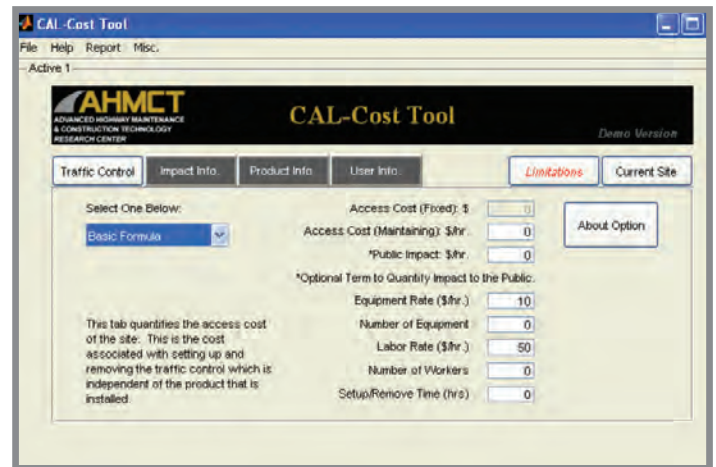 CAL-Cost Tool
File Help Report Misc.
Active 1
AHMCT
ADVANCED HIGHWAY MAINTENANCE
& CONSTRUCTION TECHNOLOGY
RESEARCH CENTER
CAL-Cost Tool
Demo Version
Traffic Control Impact Info. Product Info User Info. Limitations Current Site
Select One Below:
Basic Formula
Access Cost (Fixed): $ 0
Access Cost (Maintaining): $/hr. 0
*Public Impact: $/hr. 0
*Optional Term to Quantify Impact to the Public.
Equipment Rate ($/hr.) 10
Number of Equipment 0
Labor Rate ($/hr.) 50
Number of Workers 0
Setup/Remove Time (hrs) 0
About Option
This tab quantifies the access cost
of the site. This is the cost
associated with setting up and
removing the traffic control which is
independent of the product that is
installed.